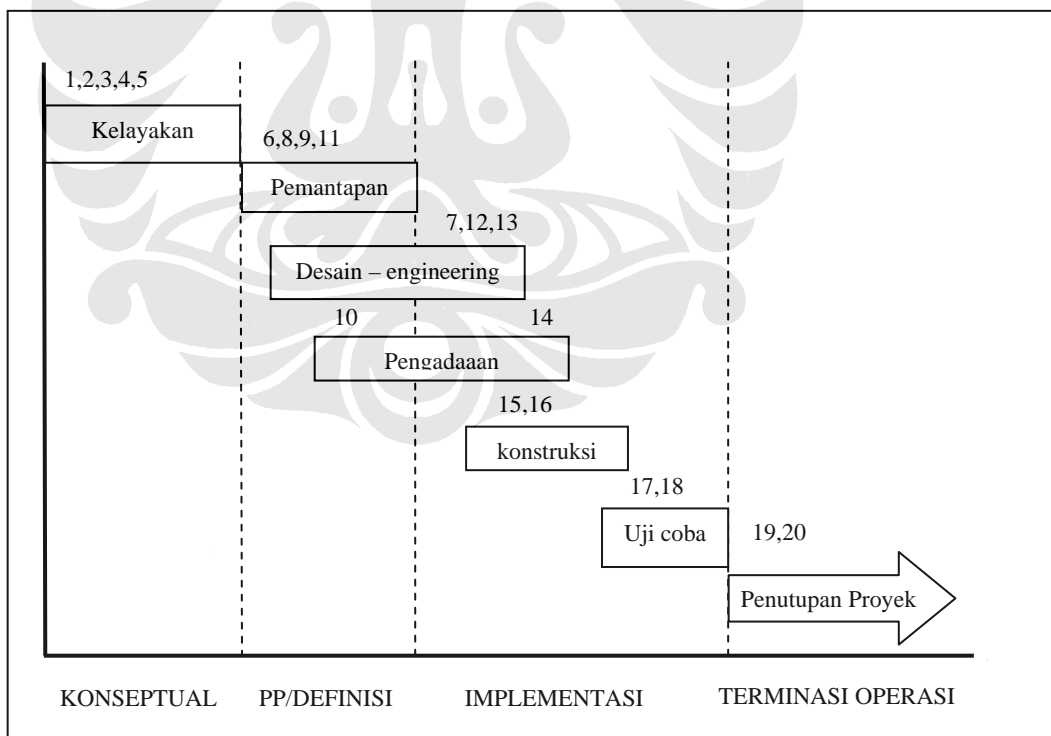 1,2,3,4,5
Kelayakan
6,8,9,11
Pemantapan
7,12,13
Desain – engineering
10 14
Pengadaaan
15,16
konstruksi
17,18
Uji coba 19,20
Penutupan Proyek
KONSEPTUAL PP/DEFINISI IMPLEMENTASI TERMINASI OPERASI